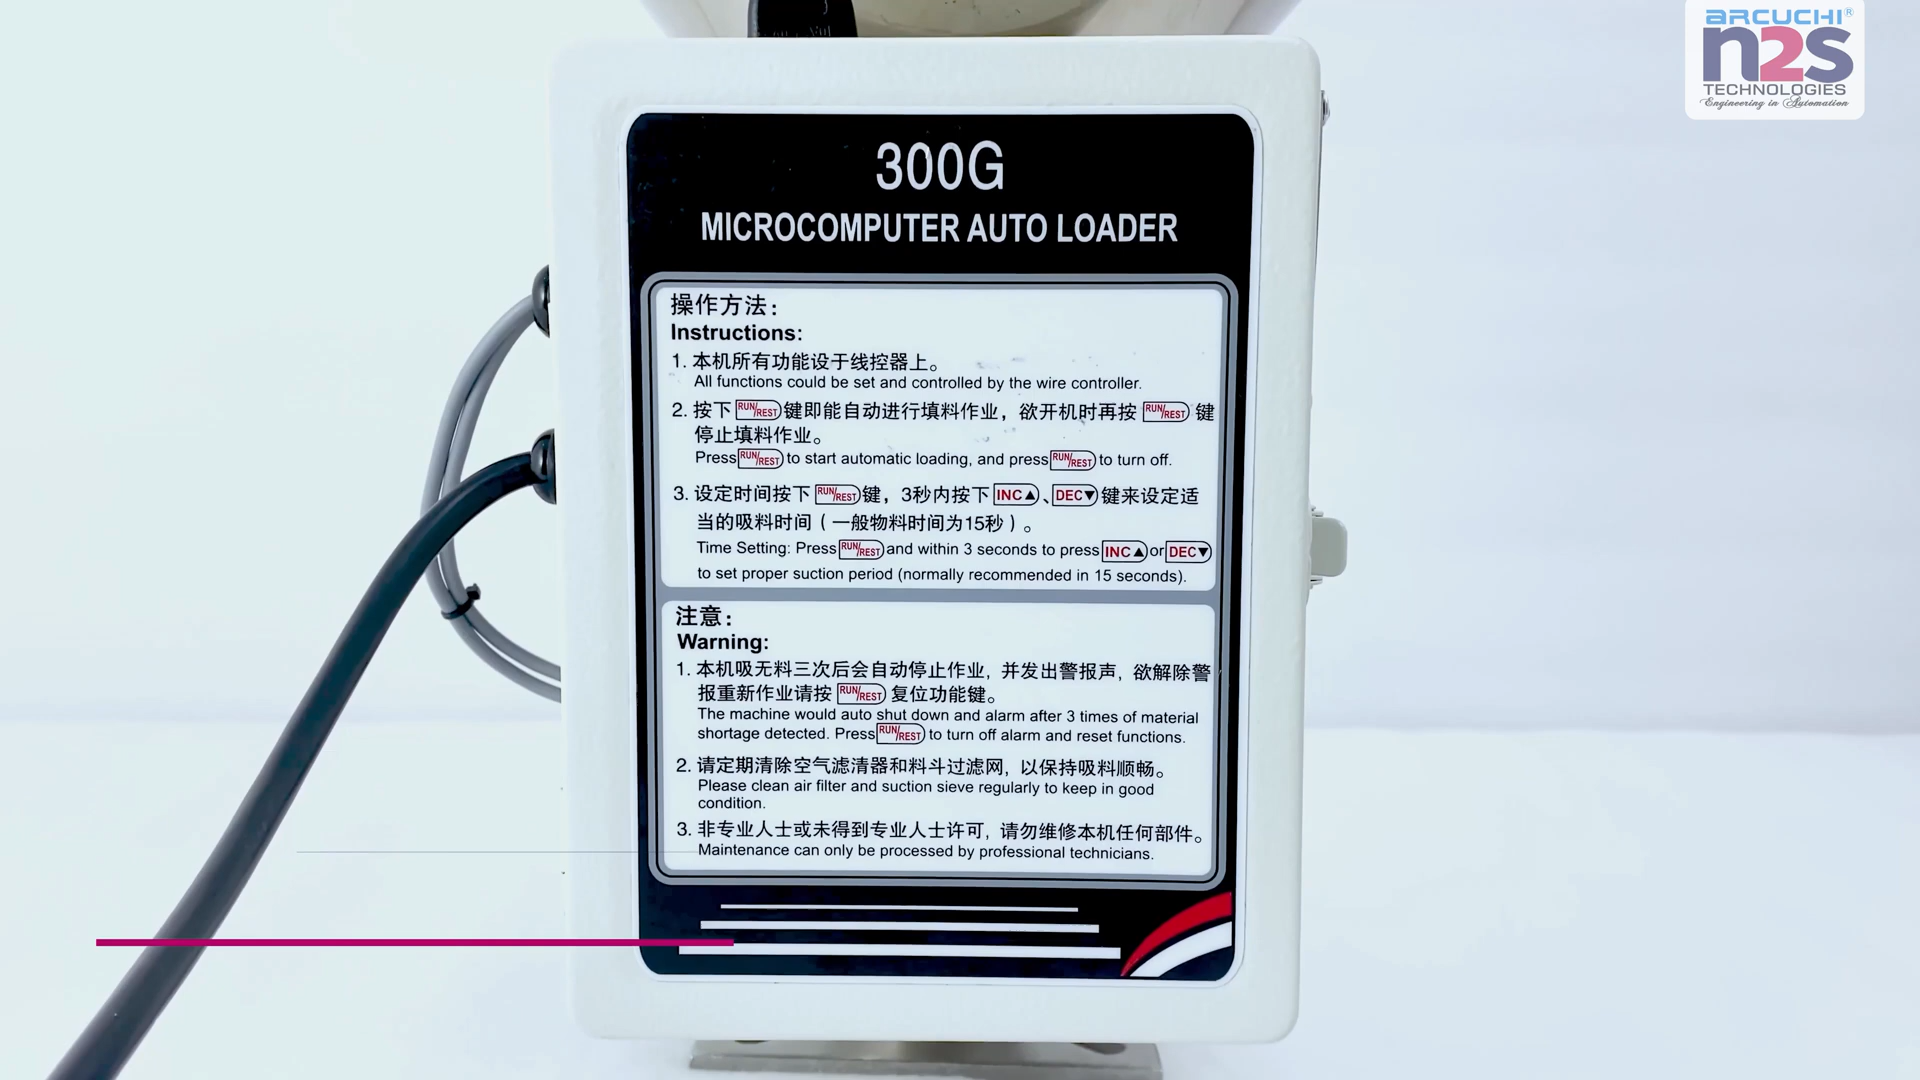 ARCUCHI®
n2s
TECHNOLOGIES
Engineering in Automation
300G
MICROCOMPUTER AUTO LOADER
操作方法：
Instructions:
1. 本机所有功能设于线控器上。
All functions could be set and controlled by the wire controller.
2. 按下 RUN/REST 键即能自动进行填料作业，欲开机时再按 RUN/REST 键
停止填料作业。
Press RUN/REST to start automatic loading, and press RUN/REST to turn off.
3. 设定时间按下 RUN/REST 键，3秒内按下 INC▲、DEC▼ 键来设定适
当的吸料时间（一般物料时间为15秒）。
Time Setting: Press RUN/REST and within 3 seconds to press INC▲ or DEC▼
to set proper suction period (normally recommended in 15 seconds).
注意：
Warning:
1. 本机吸无料三次后会自动停止作业，并发出警报声，欲解除警
报重新作业请按 RUN/REST 复位功能键。
The machine would auto shut down and alarm after 3 times of material
shortage detected. Press RUN/REST to turn off alarm and reset functions.
2. 请定期清除空气滤清器和料斗过滤网，以保持吸料顺畅。
Please clean air filter and suction sieve regularly to keep in good
condition.
3. 非专业人士或未得到专业人士许可，请勿维修本机任何部件。
Maintenance can only be processed by professional technicians.